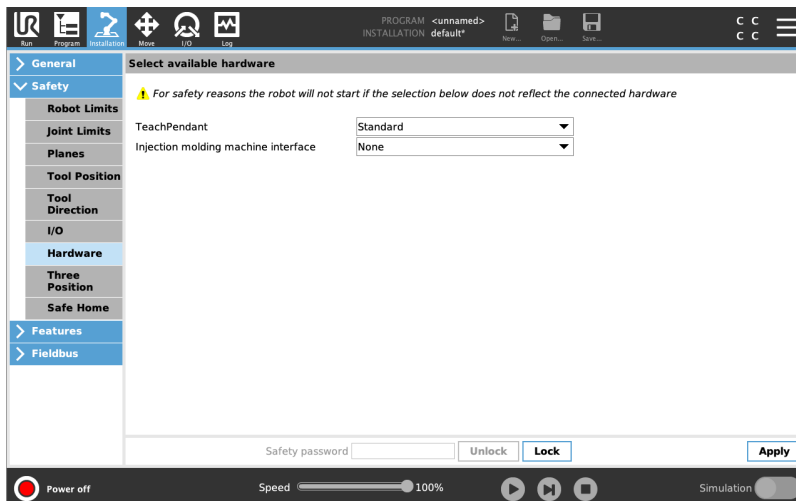 PROGRAM <unnamed>
INSTALLATION default*
UR
Run
Program
Installation
Move
I/O
Log
New...
Open...
Save...
C C
C C
General
Safety
Robot Limits
Joint Limits
Planes
Tool Position
Tool
Direction
I/O
Hardware
Three
Position
Safe Home
Features
Fieldbus
Select available hardware
For safety reasons the robot will not start if the selection below does not reflect the connected hardware
TeachPendant Standard
Injection molding machine interface None
Safety password Unlock Lock Apply
Power off Speed 100% Simulation